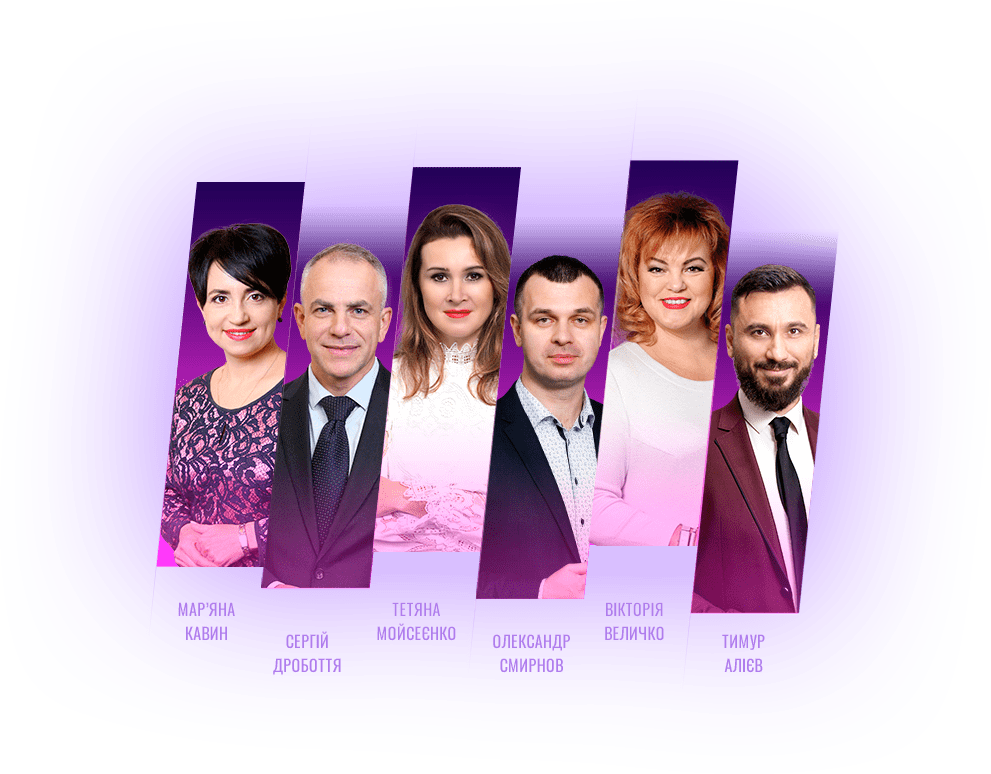 МАР'ЯНА
КАВИН
СЕРГІЙ
ДРОБОТТЯ
ТЕТЯНА
МОЙСЕЄНКО
ОЛЕКСАНДР
СМИРНОВ
ВІКТОРІЯ
ВЕЛИЧКО
ТИМУР
АЛІЄВ